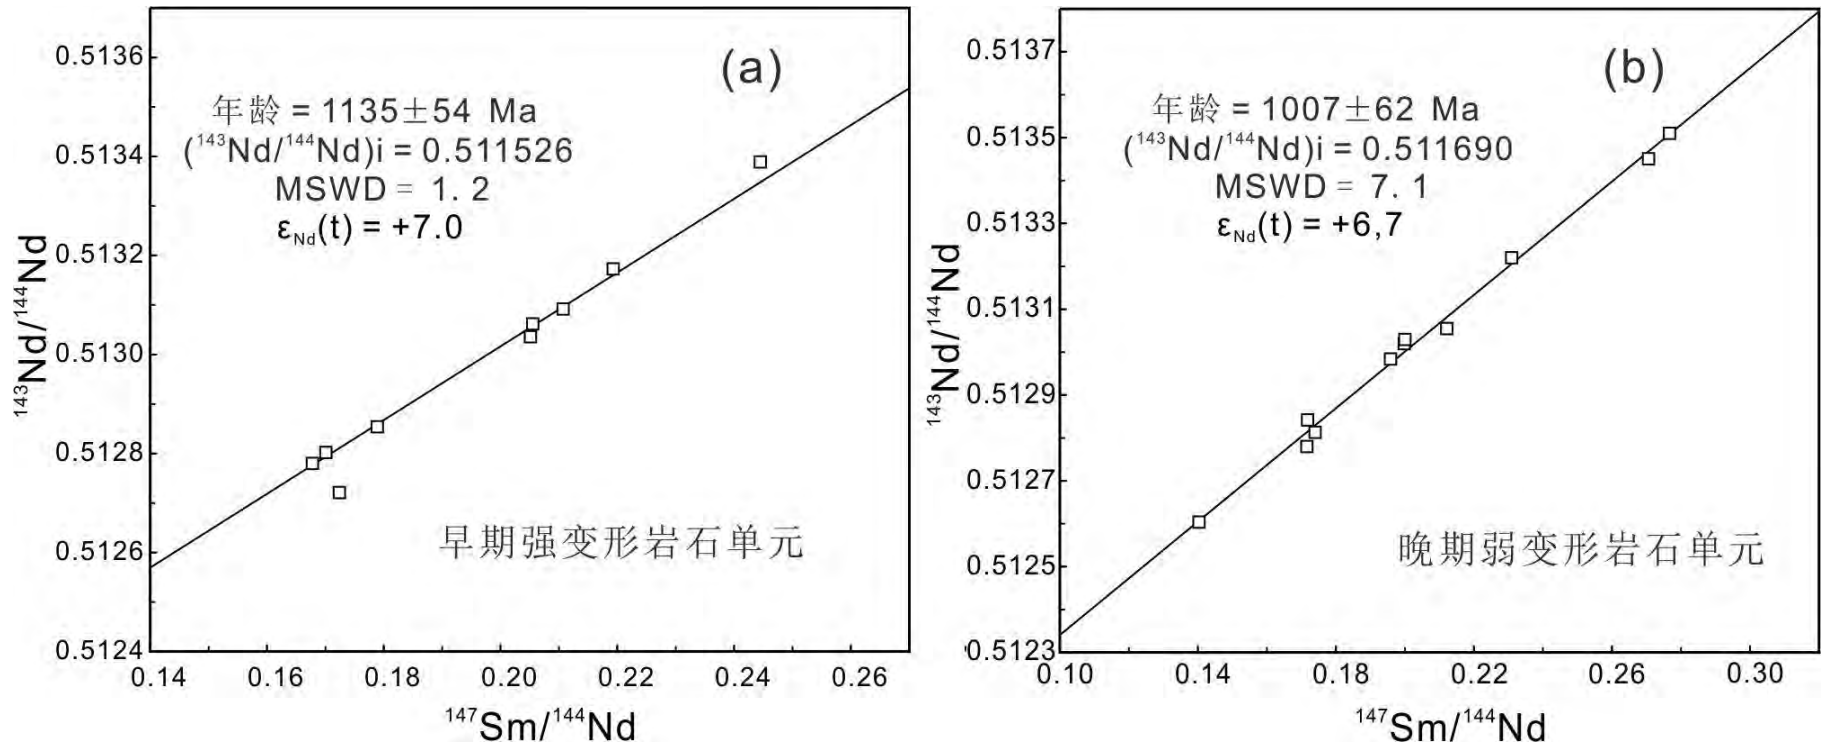 (a)
年龄 = 1135±54 Ma
(¹⁴³Nd/¹⁴⁴Nd)i = 0.511526
MSWD = 1. 2
εNd(t) = +7.0
早期强变形岩石单元
0.5136
0.5134
0.5132
0.5130
0.5128
0.5126
0.5124
¹⁴³Nd/¹⁴⁴Nd
0.14 0.16 0.18 0.20 0.22 0.24 0.26
¹⁴⁷Sm/¹⁴⁴Nd
(b)
年龄 = 1007±62 Ma
(¹⁴³Nd/¹⁴⁴Nd)i = 0.511690
MSWD = 7. 1
εNd(t) = +6,7
晚期弱变形岩石单元
0.5137
0.5135
0.5133
0.5131
0.5129
0.5127
0.5125
0.5123
¹⁴³Nd/¹⁴⁴Nd
0.10 0.14 0.18 0.22 0.26 0.30
¹⁴⁷Sm/¹⁴⁴Nd